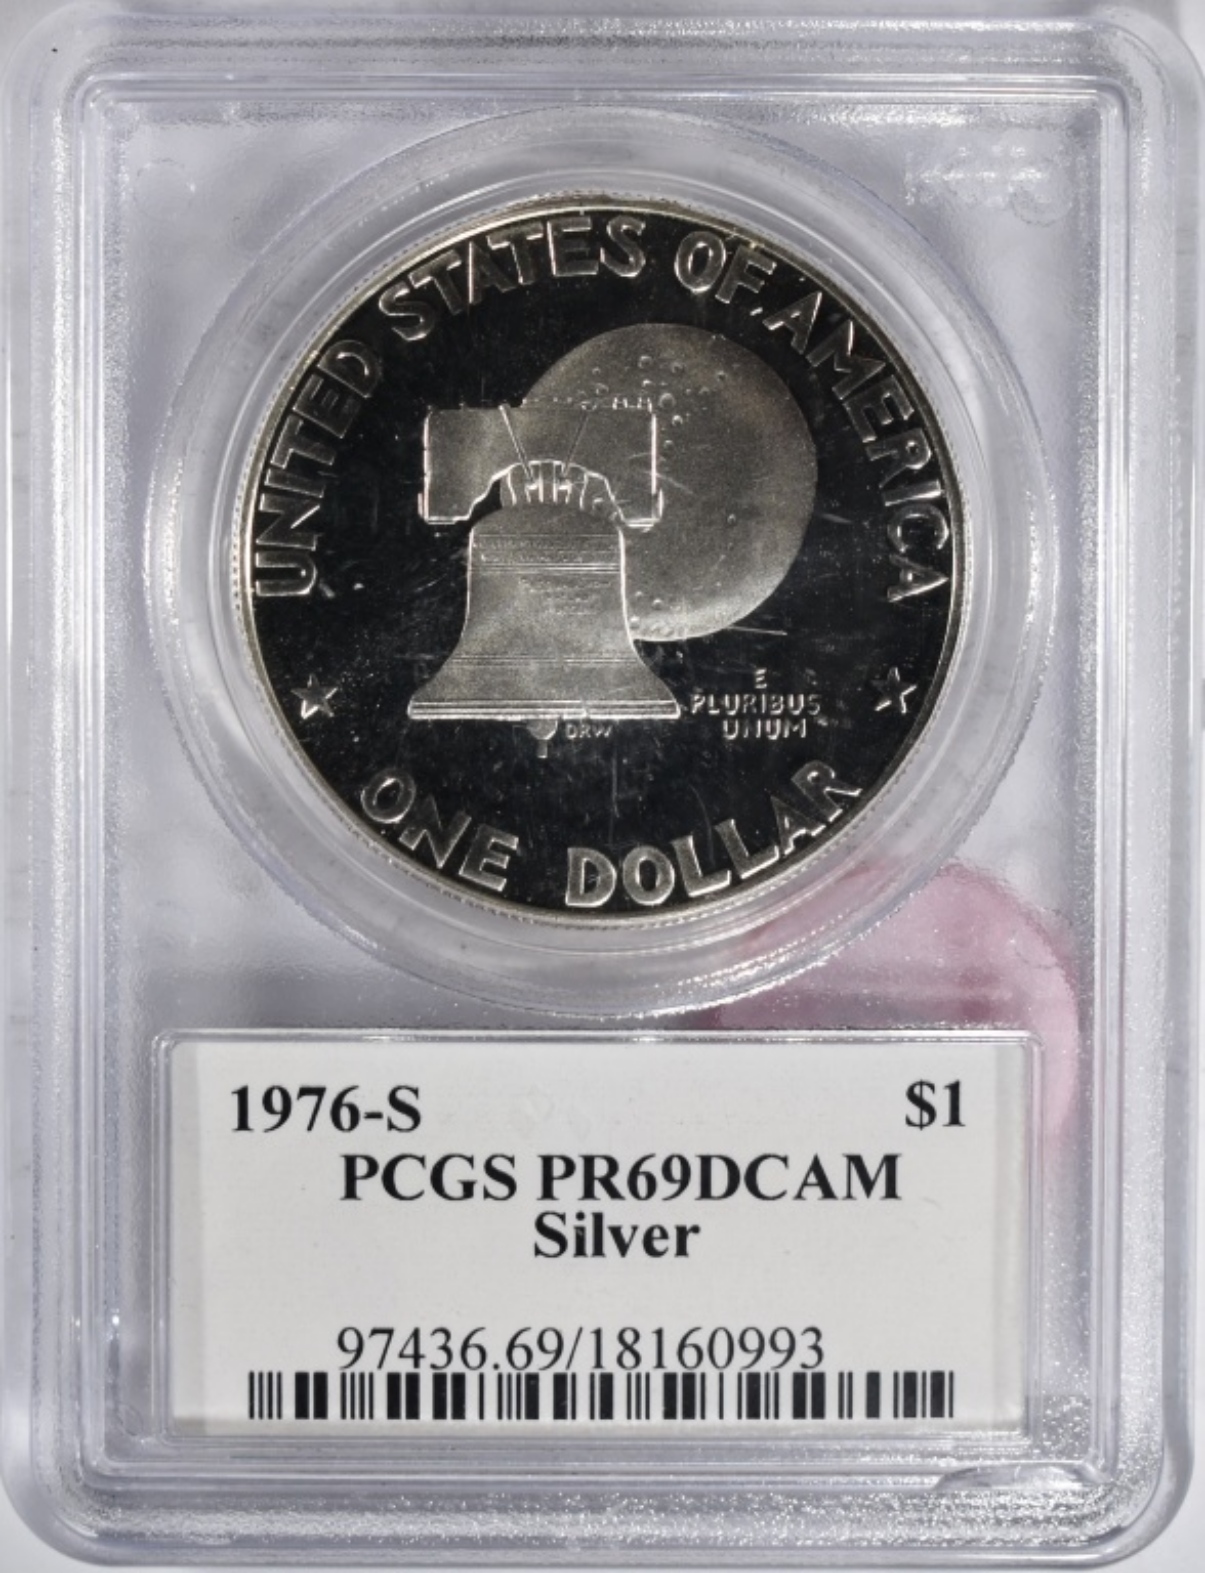 UNITED STATES OF AMERICA
E
PLURIBUS
UNUM
DRW
ONE DOLLAR
1976-S $1
PCGS PR69DCAM
Silver
97436.69/18160993